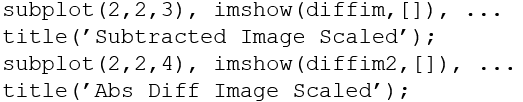 subplot(2,2,3), imshow(diffim,[]), ...
title(’Subtracted Image Scaled’);
subplot(2,2,4), imshow(diffim2,[]), ...
title(’Abs Diff Image Scaled’);